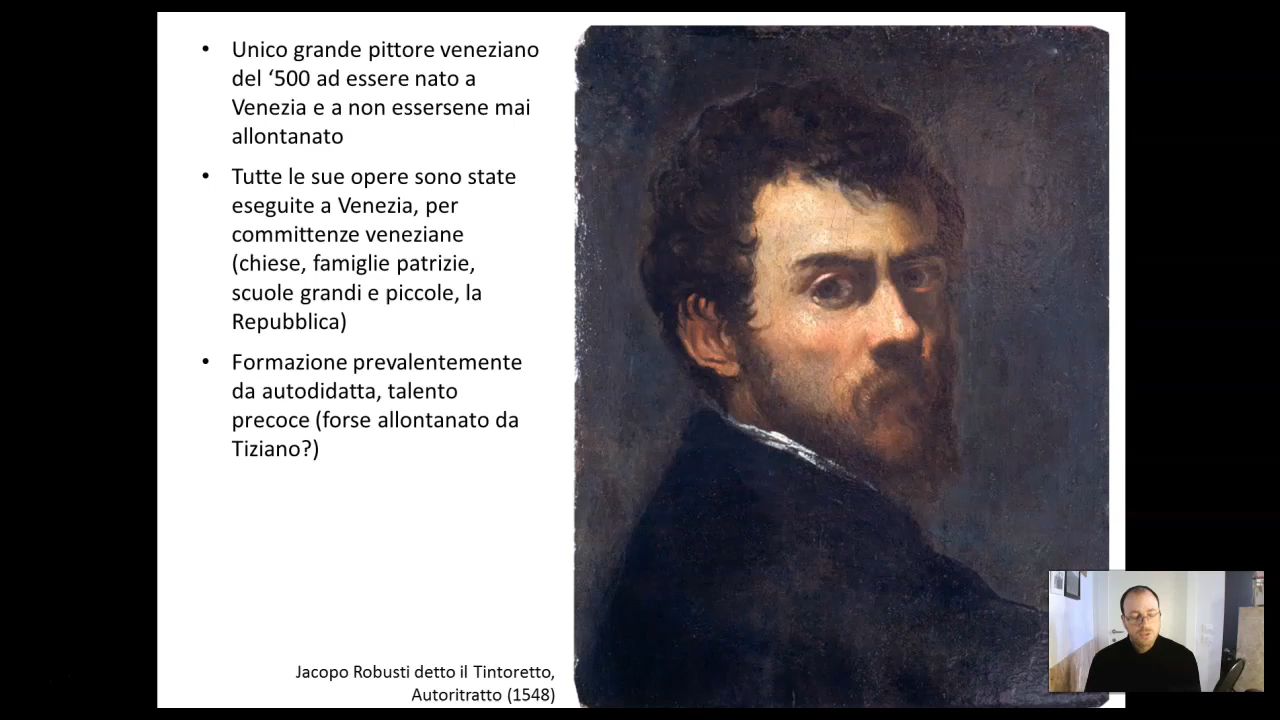 • Unico grande pittore veneziano
del ‘500 ad essere nato a
Venezia e a non essersene mai
allontanato
• Tutte le sue opere sono state
eseguite a Venezia, per
committenze veneziane
(chiese, famiglie patrizie,
scuole grandi e piccole, la
Repubblica)
• Formazione prevalentemente
da autodidatta, talento
precoce (forse allontanato da
Tiziano?)
Jacopo Robusti detto il Tintoretto,
Autoritratto (1548)